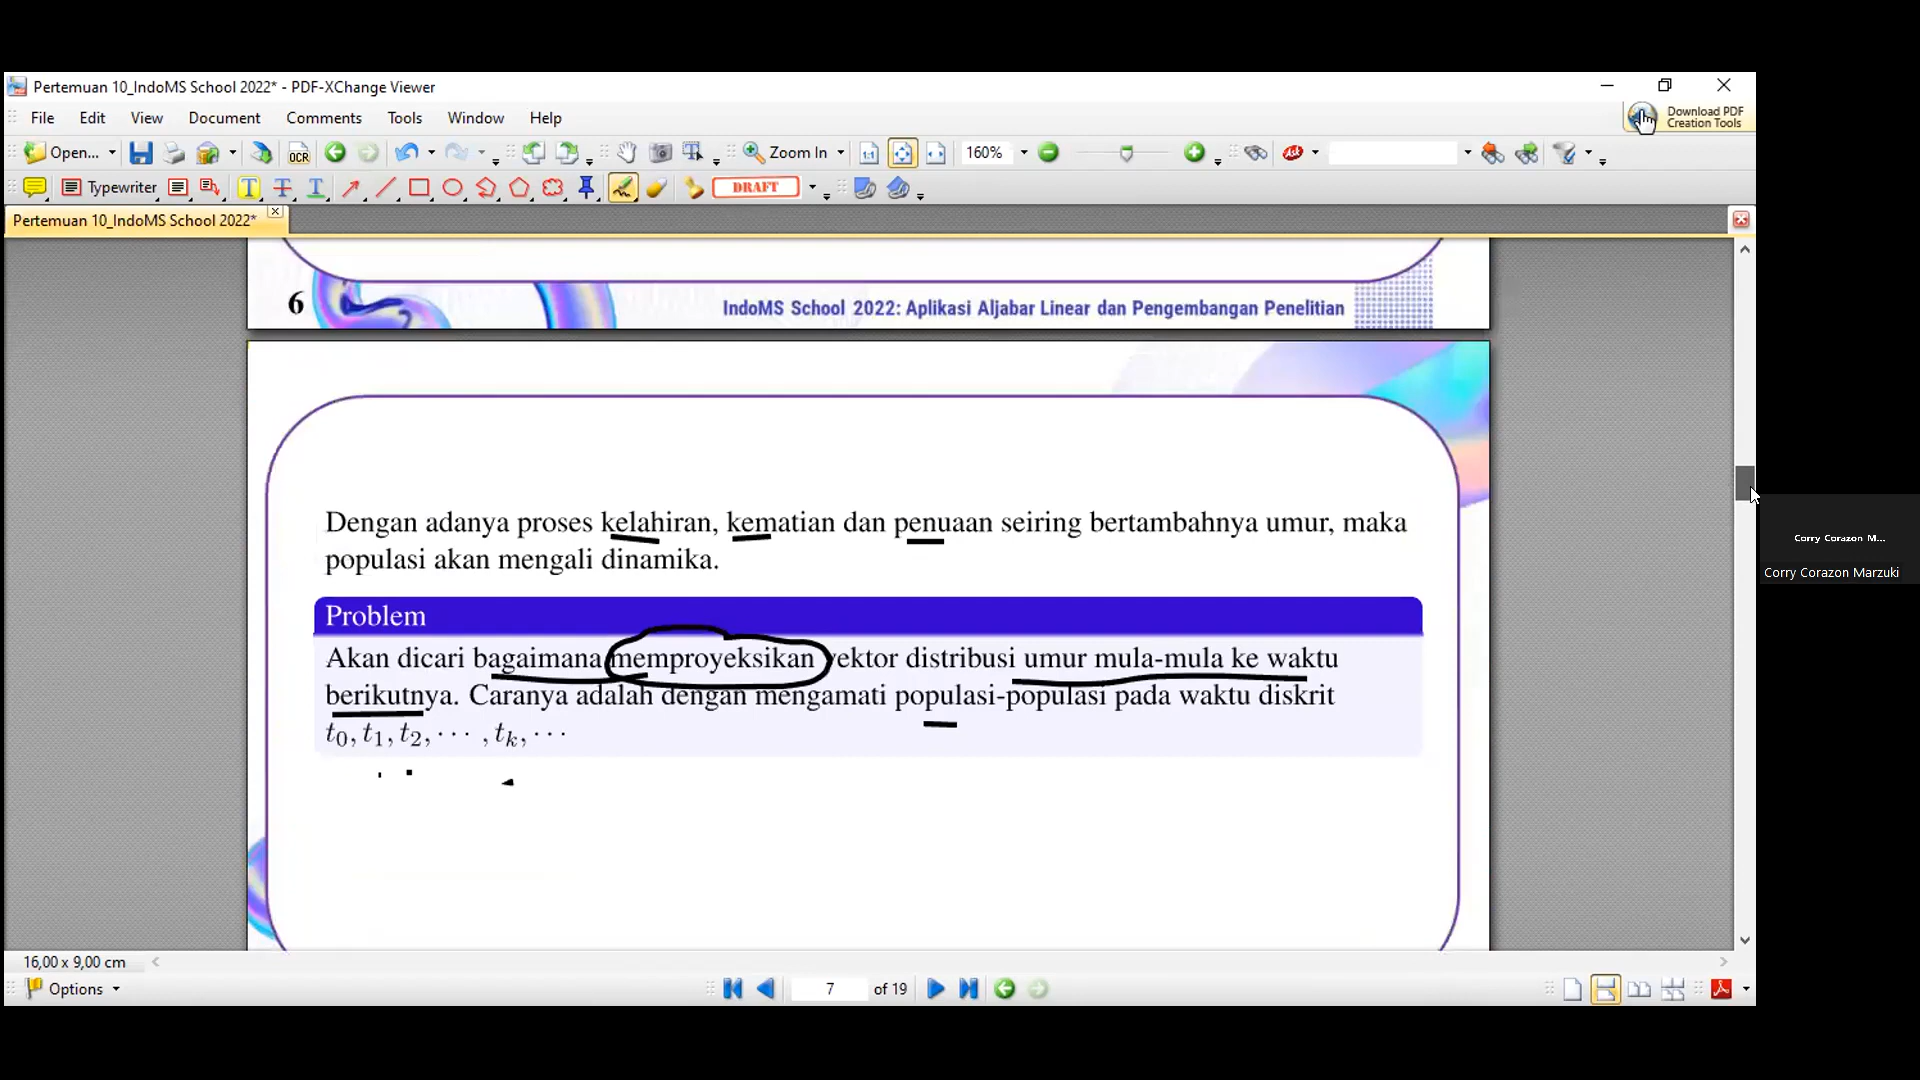 Pertemuan 10_IndoMS School 2022* - PDF-XChange Viewer
File Edit View Document Comments Tools Window Help
Download PDF
Creation Tools
Open... OCR Zoom In 160%
Typewriter DRAFT
Pertemuan 10_IndoMS School 2022*
6 IndoMS School 2022: Aplikasi Aljabar Linear dan Pengembangan Penelitian
Dengan adanya proses kelahiran, kematian dan penuaan seiring bertambahnya umur, maka
populasi akan mengali dinamika.
Problem
Akan dicari bagaimana memproyeksikan vektor distribusi umur mula-mula ke waktu
berikutnya. Caranya adalah dengan mengamati populasi-populasi pada waktu diskrit
t₀, t₁, t₂, ⋯ , tₖ, ⋯
Corry Corazon M...
Corry Corazon Marzuki
16,00 x 9,00 cm
Options 7 of 19